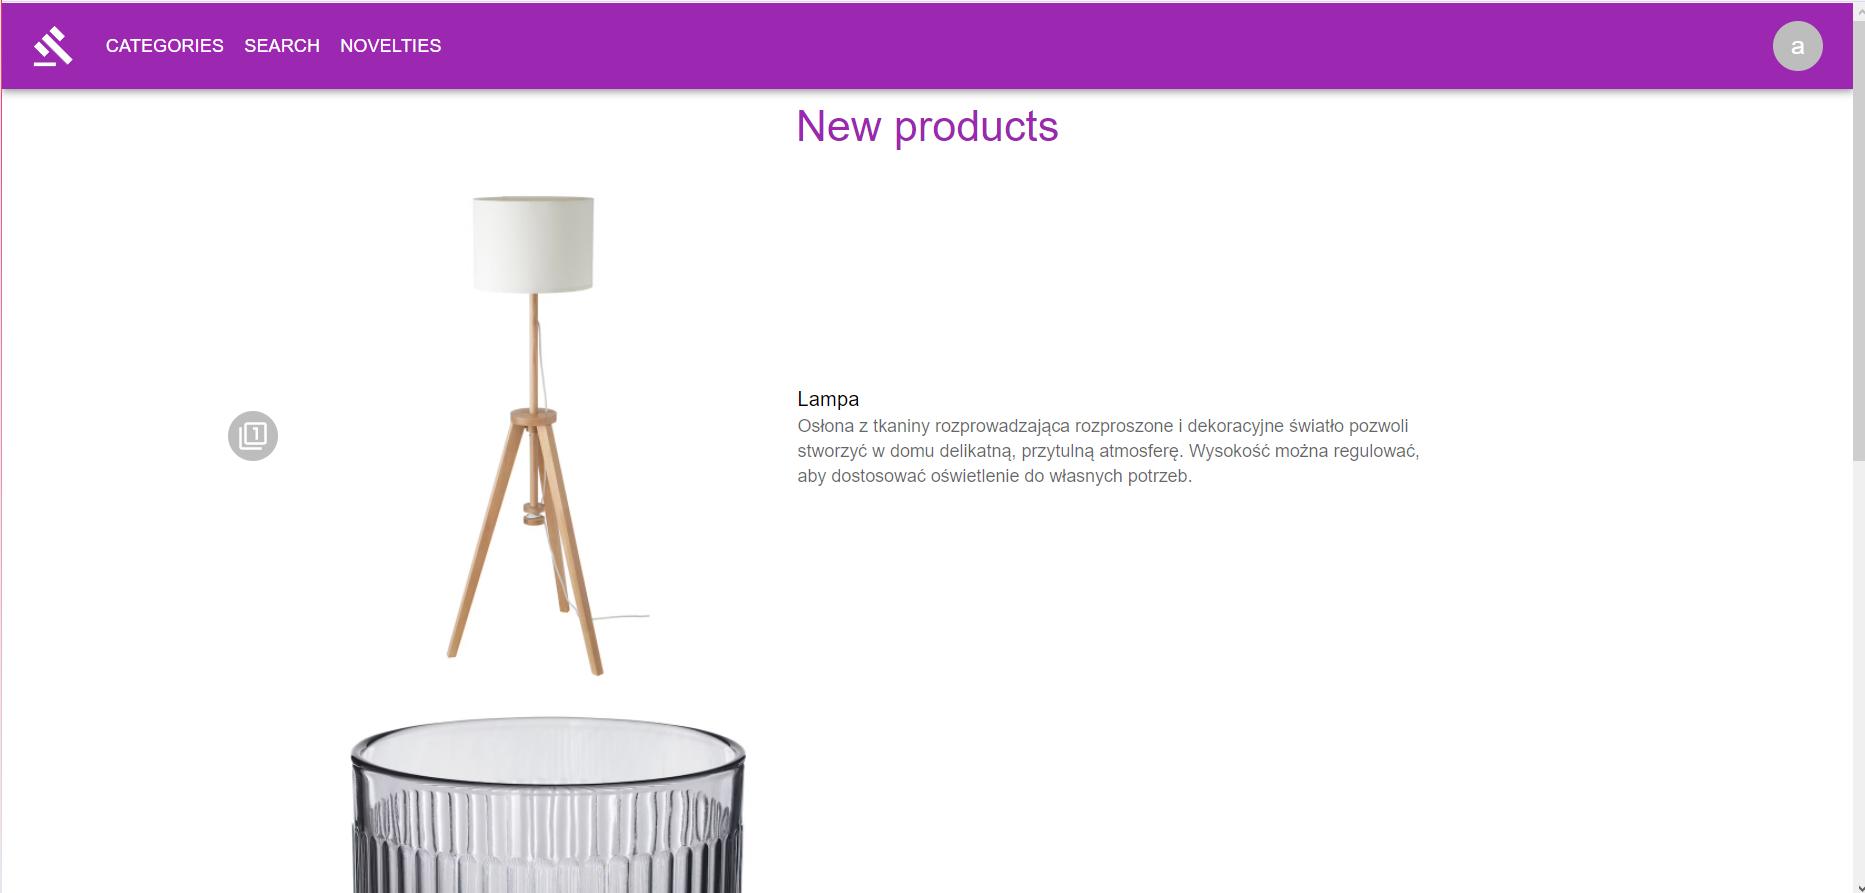 CATEGORIES SEARCH NOVELTIES
a
New products
1
Lampa
Osłona z tkaniny rozprowadzająca rozproszone i dekoracyjne światło pozwoli
stworzyć w domu delikatną, przytulną atmosferę. Wysokość można regulować,
aby dostosować oświetlenie do własnych potrzeb.